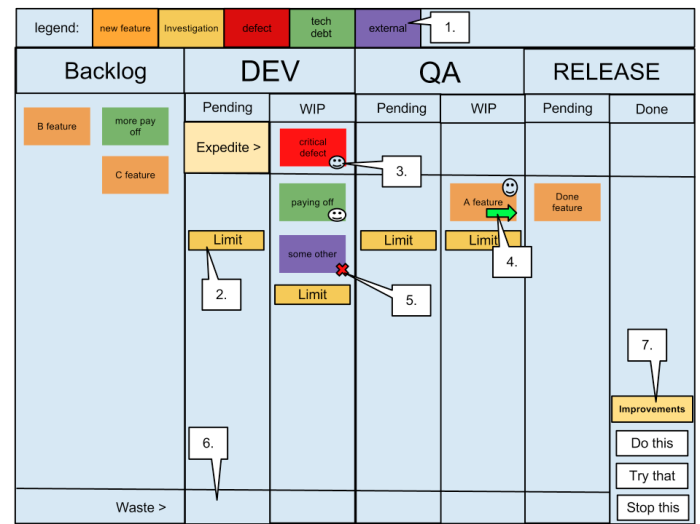 legend:
new feature
Investigation
defect
tech
debt
external
1.
Backlog
DEV
QA
RELEASE
Pending
WIP
Pending
WIP
Pending
Done
B feature
more pay
off
C feature
Expedite >
critical
defect
3.
paying off
A feature
Done
feature
Limit
some other
Limit
Limit
4.
2.
Limit
5.
7.
Improvements
6.
Do this
Try that
Waste >
Stop this